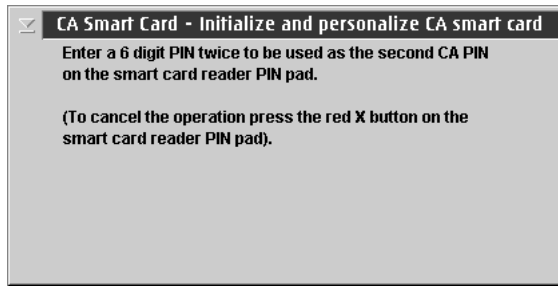 CA Smart Card - Initialize and personalize CA smart card
Enter a 6 digit PIN twice to be used as the second CA PIN
on the smart card reader PIN pad.
(To cancel the operation press the red X button on the
smart card reader PIN pad).